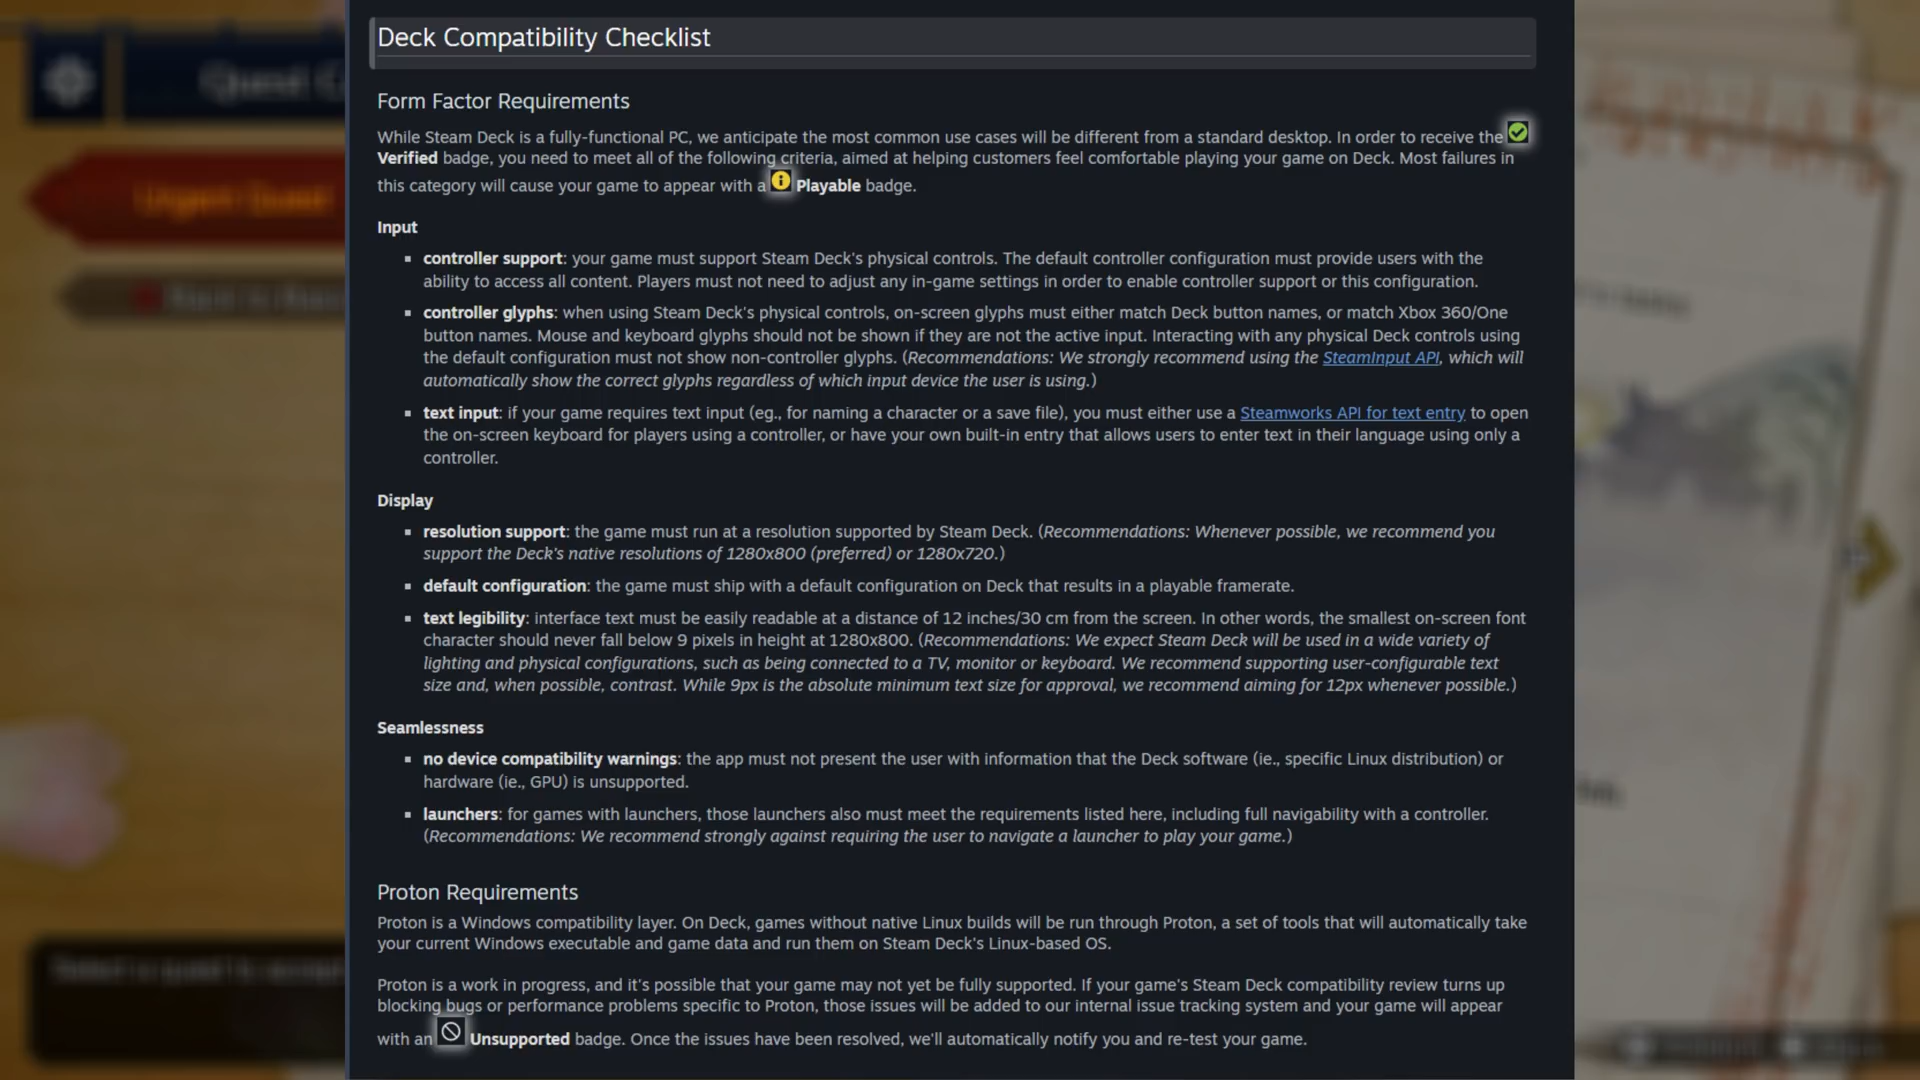 Deck Compatibility Checklist
Form Factor Requirements
While Steam Deck is a fully-functional PC, we anticipate the most common use cases will be different from a standard desktop. In order to receive the
Verified badge, you need to meet all of the following criteria, aimed at helping customers feel comfortable playing your game on Deck. Most failures in
this category will cause your game to appear with a Playable badge.
Input
controller support: your game must support Steam Deck's physical controls. The default controller configuration must provide users with the
ability to access all content. Players must not need to adjust any in-game settings in order to enable controller support or this configuration.
controller glyphs: when using Steam Deck's physical controls, on-screen glyphs must either match Deck button names, or match Xbox 360/One
button names. Mouse and keyboard glyphs should not be shown if they are not the active input. Interacting with any physical Deck controls using
the default configuration must not show non-controller glyphs. (Recommendations: We strongly recommend using the SteamInput API, which will
automatically show the correct glyphs regardless of which input device the user is using.)
text input: if your game requires text input (eg., for naming a character or a save file), you must either use a Steamworks API for text entry to open
the on-screen keyboard for players using a controller, or have your own built-in entry that allows users to enter text in their language using only a
controller.
Display
resolution support: the game must run at a resolution supported by Steam Deck. (Recommendations: Whenever possible, we recommend you
support the Deck's native resolutions of 1280x800 (preferred) or 1280x720.)
default configuration: the game must ship with a default configuration on Deck that results in a playable framerate.
text legibility: interface text must be easily readable at a distance of 12 inches/30 cm from the screen. In other words, the smallest on-screen font
character should never fall below 9 pixels in height at 1280x800. (Recommendations: We expect Steam Deck will be used in a wide variety of
lighting and physical configurations, such as being connected to a TV, monitor or keyboard. We recommend supporting user-configurable text
size and, when possible, contrast. While 9px is the absolute minimum text size for approval, we recommend aiming for 12px whenever possible.)
Seamlessness
no device compatibility warnings: the app must not present the user with information that the Deck software (ie., specific Linux distribution) or
hardware (ie., GPU) is unsupported.
launchers: for games with launchers, those launchers also must meet the requirements listed here, including full navigability with a controller.
(Recommendations: We recommend strongly against requiring the user to navigate a launcher to play your game.)
Proton Requirements
Proton is a Windows compatibility layer. On Deck, games without native Linux builds will be run through Proton, a set of tools that will automatically take
your current Windows executable and game data and run them on Steam Deck's Linux-based OS.
Proton is a work in progress, and it's possible that your game may not yet be fully supported. If your game's Steam Deck compatibility review turns up
blocking bugs or performance problems specific to Proton, those issues will be added to our internal issue tracking system and your game will appear
with an Unsupported badge. Once the issues have been resolved, we'll automatically notify you and re-test your game.
Urgent Quest